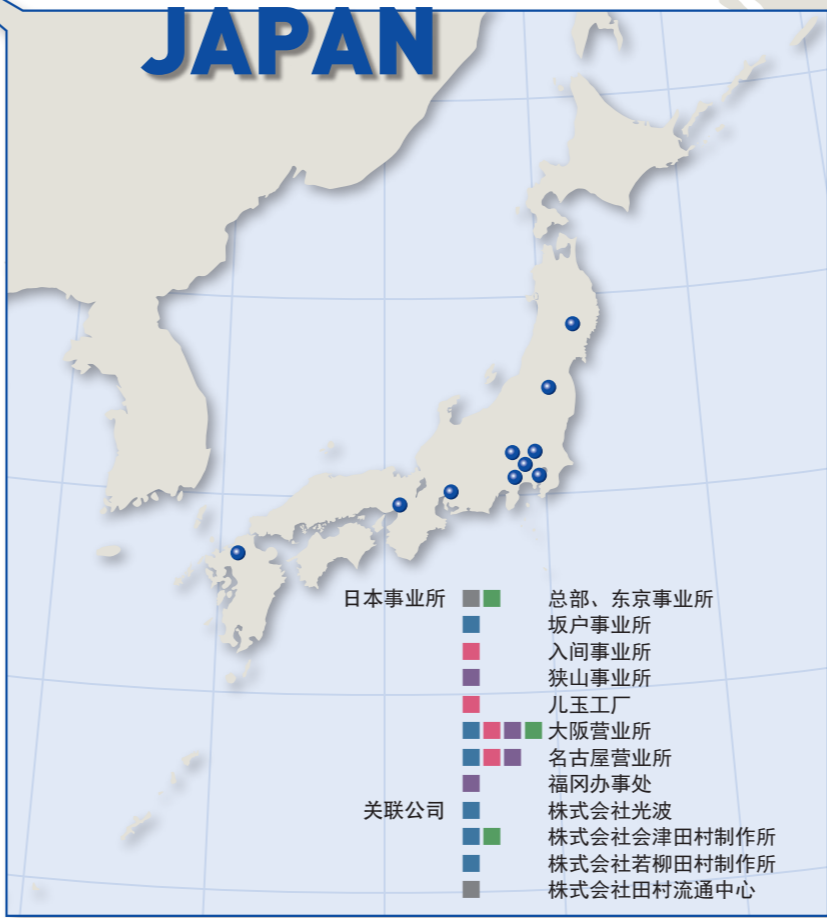 JAPAN
日本事业所 总部、东京事业所
坂户事业所
入间事业所
狭山事业所
儿玉工厂
大阪营业所
名古屋营业所
福冈办事处
关联公司 株式会社光波
株式会社会津田村制作所
株式会社若柳田村制作所
株式会社田村流通中心